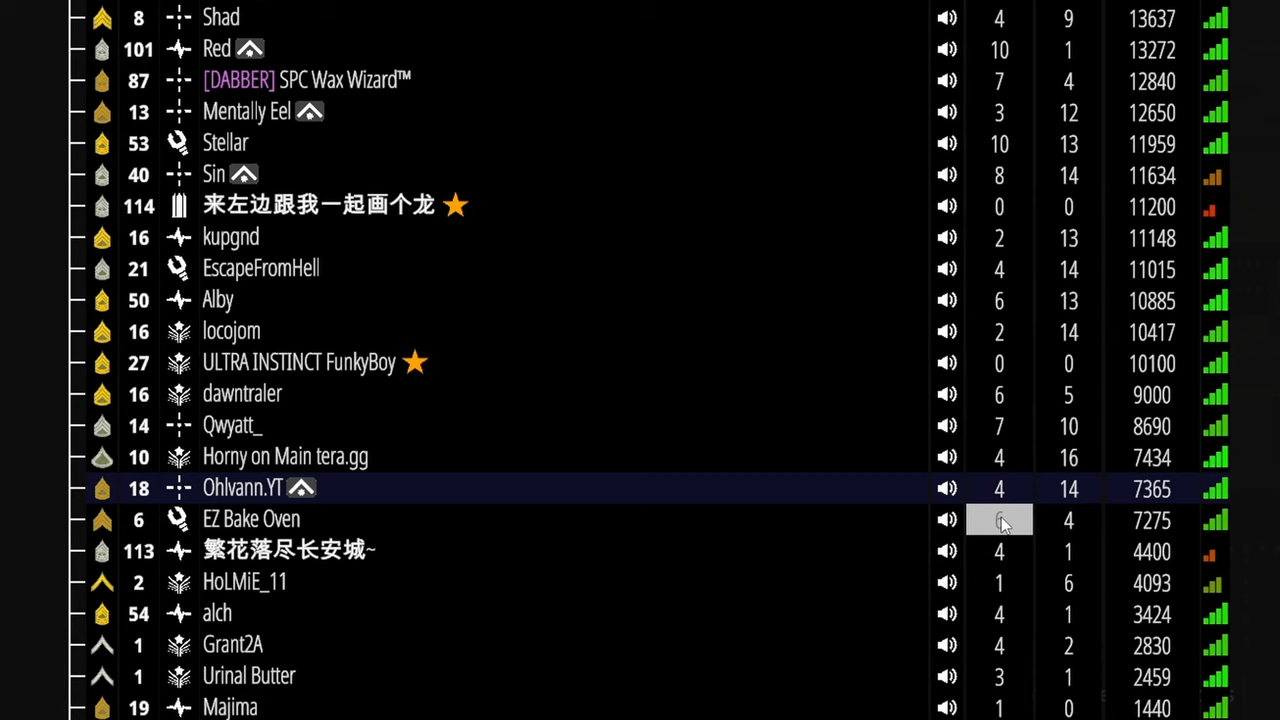 8 Shad 4 9 13637
101 Red 10 1 13272
87 [DABBER] SPC Wax Wizard™ 7 4 12840
13 Mentally Eel 3 12 12650
53 Stellar 10 13 11959
40 Sin 8 14 11634
114 来左边跟我一起画个龙 0 0 11200
16 kupgnd 2 13 11148
21 EscapeFromHell 4 14 11015
50 Alby 6 13 10885
16 locojom 2 14 10417
27 ULTRA INSTINCT FunkyBoy 0 0 10100
16 dawntraler 6 5 9000
14 Qwyatt_ 7 10 8690
10 Horny on Main tera.gg 4 16 7434
18 Ohlvann.YT 4 14 7365
6 EZ Bake Oven 6 4 7275
113 繁花落尽长安城~ 4 1 4400
2 HoLMiE_11 1 6 4093
54 alch 4 1 3424
1 Grant2A 4 2 2830
1 Urinal Butter 3 1 2459
19 Majima 1 0 1440